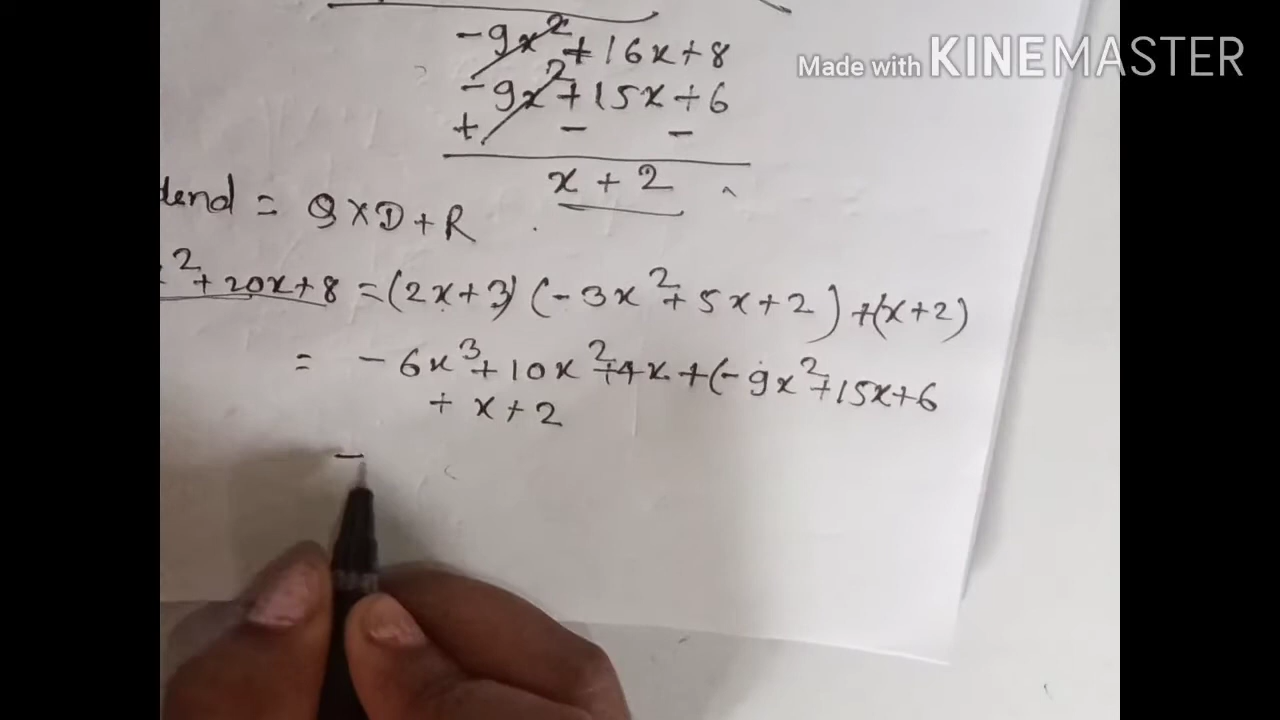 Made with KINEMASTER
-9x²+16x+8
-9x²+15x+6
+ - -
x + 2
dend = Q×D+R
²+20x+8 =(2x+3)(-3x²+5x+2)+(x+2)
= -6x³+10x²+4x+(-9x²+15x+6
+ x+2
-